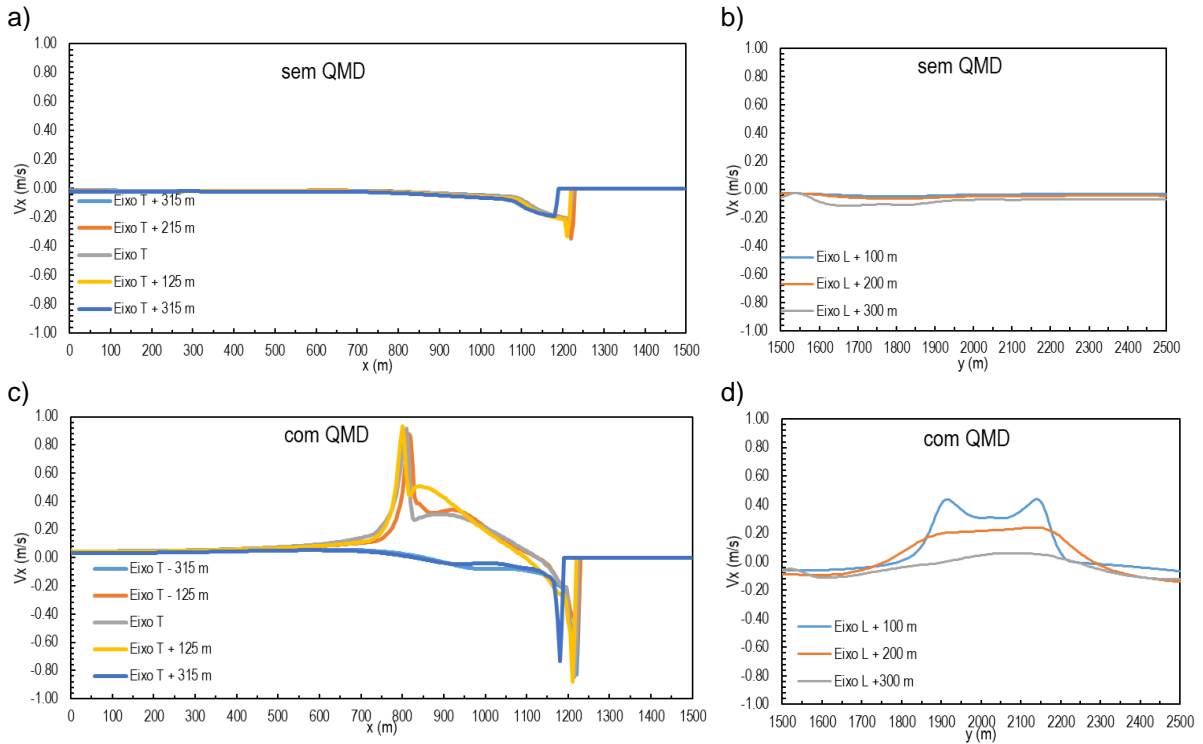 a)
1.00
0.80
0.60
0.40
0.20
0.00
-0.20
-0.40
-0.60
-0.80
-1.00
Vx (m/s)
sem QMD
Eixo T + 315 m
Eixo T + 215 m
Eixo T
Eixo T + 125 m
Eixo T + 315 m
0 100 200 300 400 500 600 700 800 900 1000 1100 1200 1300 1400 1500
x (m)
b)
1.00
0.80
0.60
0.40
0.20
0.00
-0.20
-0.40
-0.60
-0.80
-1.00
Vx (m/s)
sem QMD
Eixo L + 100 m
Eixo L + 200 m
Eixo L + 300 m
1500 1600 1700 1800 1900 2000 2100 2200 2300 2400 2500
y (m)
c)
1.00
0.80
0.60
0.40
0.20
0.00
-0.20
-0.40
-0.60
-0.80
-1.00
Vx (m/s)
com QMD
Eixo T - 315 m
Eixo T - 125 m
Eixo T
Eixo T + 125 m
Eixo T + 315 m
0 100 200 300 400 500 600 700 800 900 1000 1100 1200 1300 1400 1500
x (m)
d)
1.00
0.80
0.60
0.40
0.20
0.00
-0.20
-0.40
-0.60
-0.80
-1.00
Vx (m/s)
com QMD
Eixo L + 100 m
Eixo L + 200 m
Eixo L +300 m
1500 1600 1700 1800 1900 2000 2100 2200 2300 2400 2500
y (m)